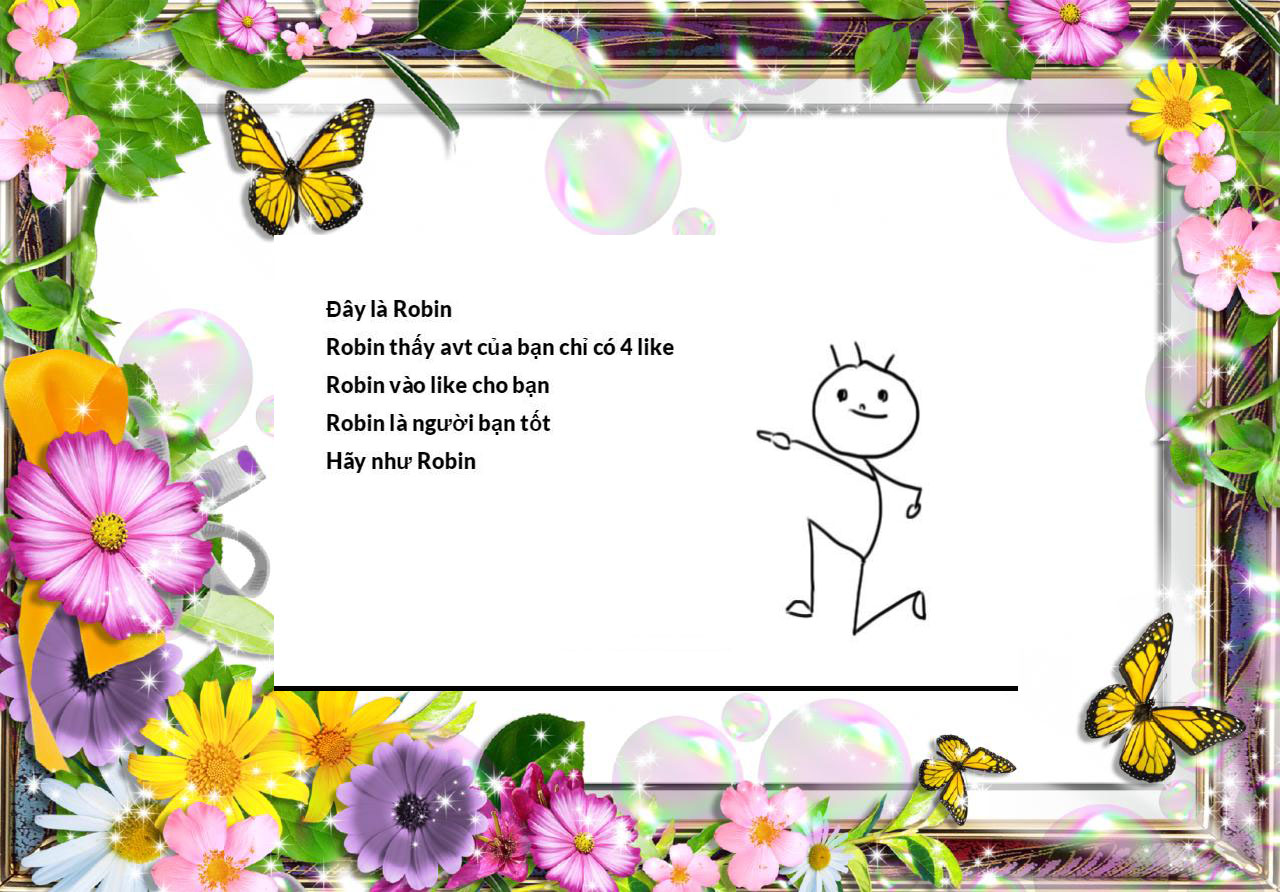 Đây là Robin
Robin thấy avt của bạn chỉ có 4 like
Robin vào like cho bạn
Robin là người bạn tốt
Hãy như Robin